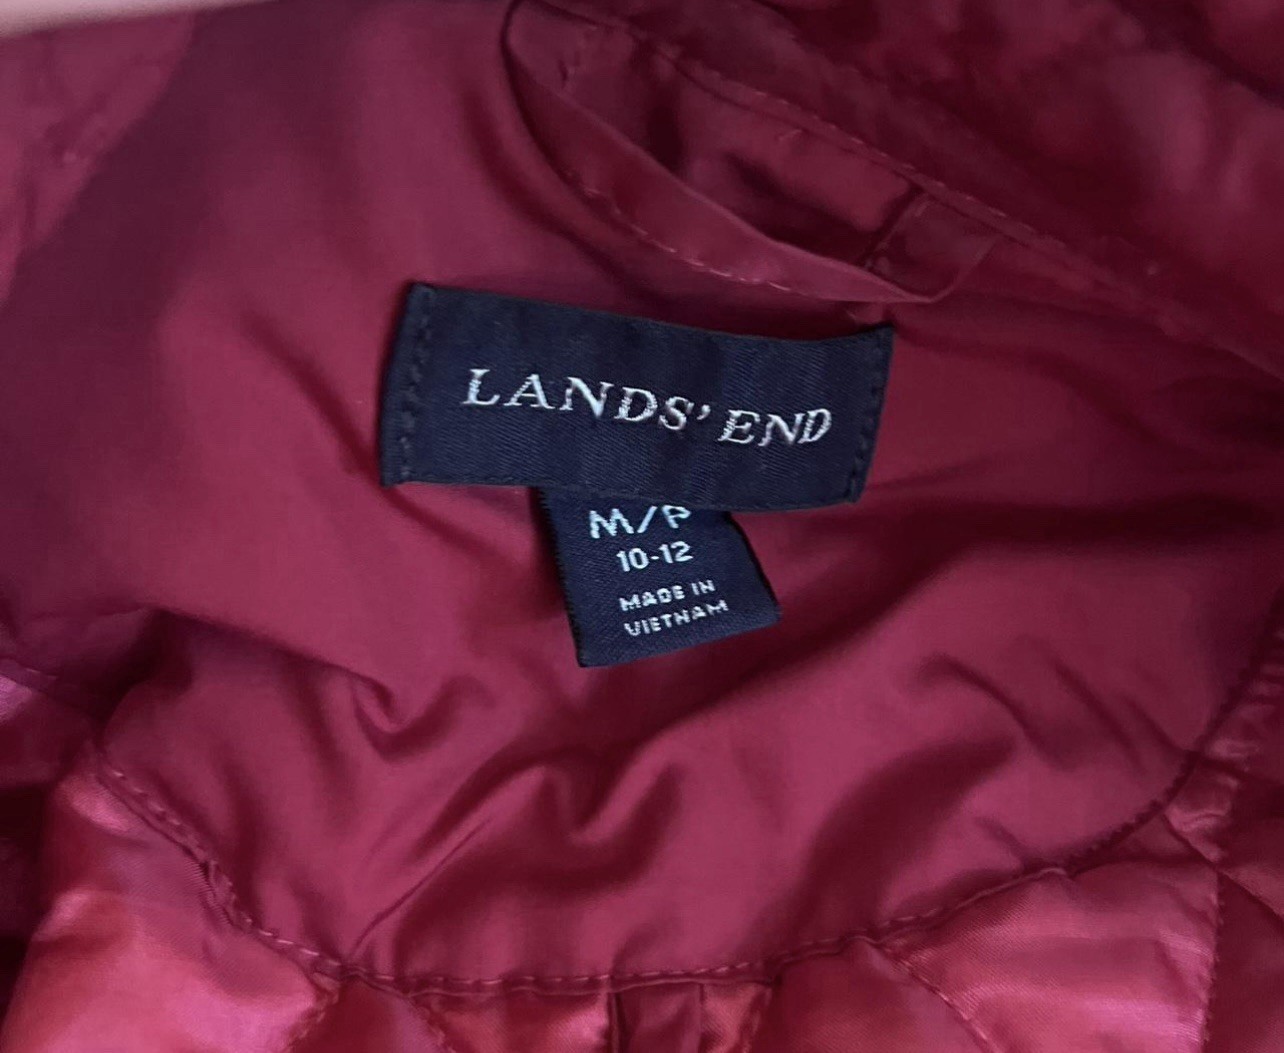 LANDS' END
M/P
10-12
MADE IN
VIETNAM